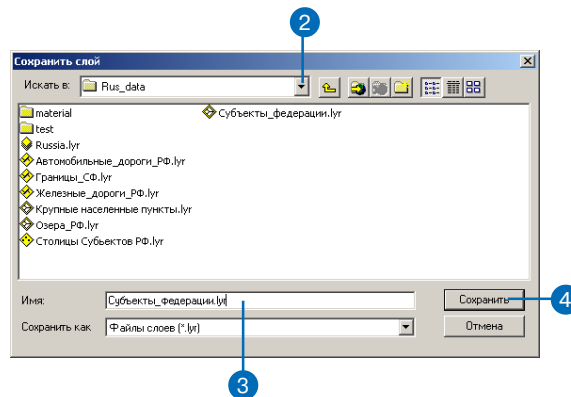 2
Сохранить слой
Искать в: Rus_data
material
test
Russia.lyr
Автомобильные_дороги_РФ.lyr
Границы_СФ.lyr
Железные_дороги_РФ.lyr
Крупные населенные пункты.lyr
Озера_РФ.lyr
Столицы Субьектов РФ.lyr
Субъекты_федерации.lyr
Имя: Субъекты_федерации.lyr
Сохранить
4
Сохранить как Файлы слоев (*.lyr)
Отмена
3